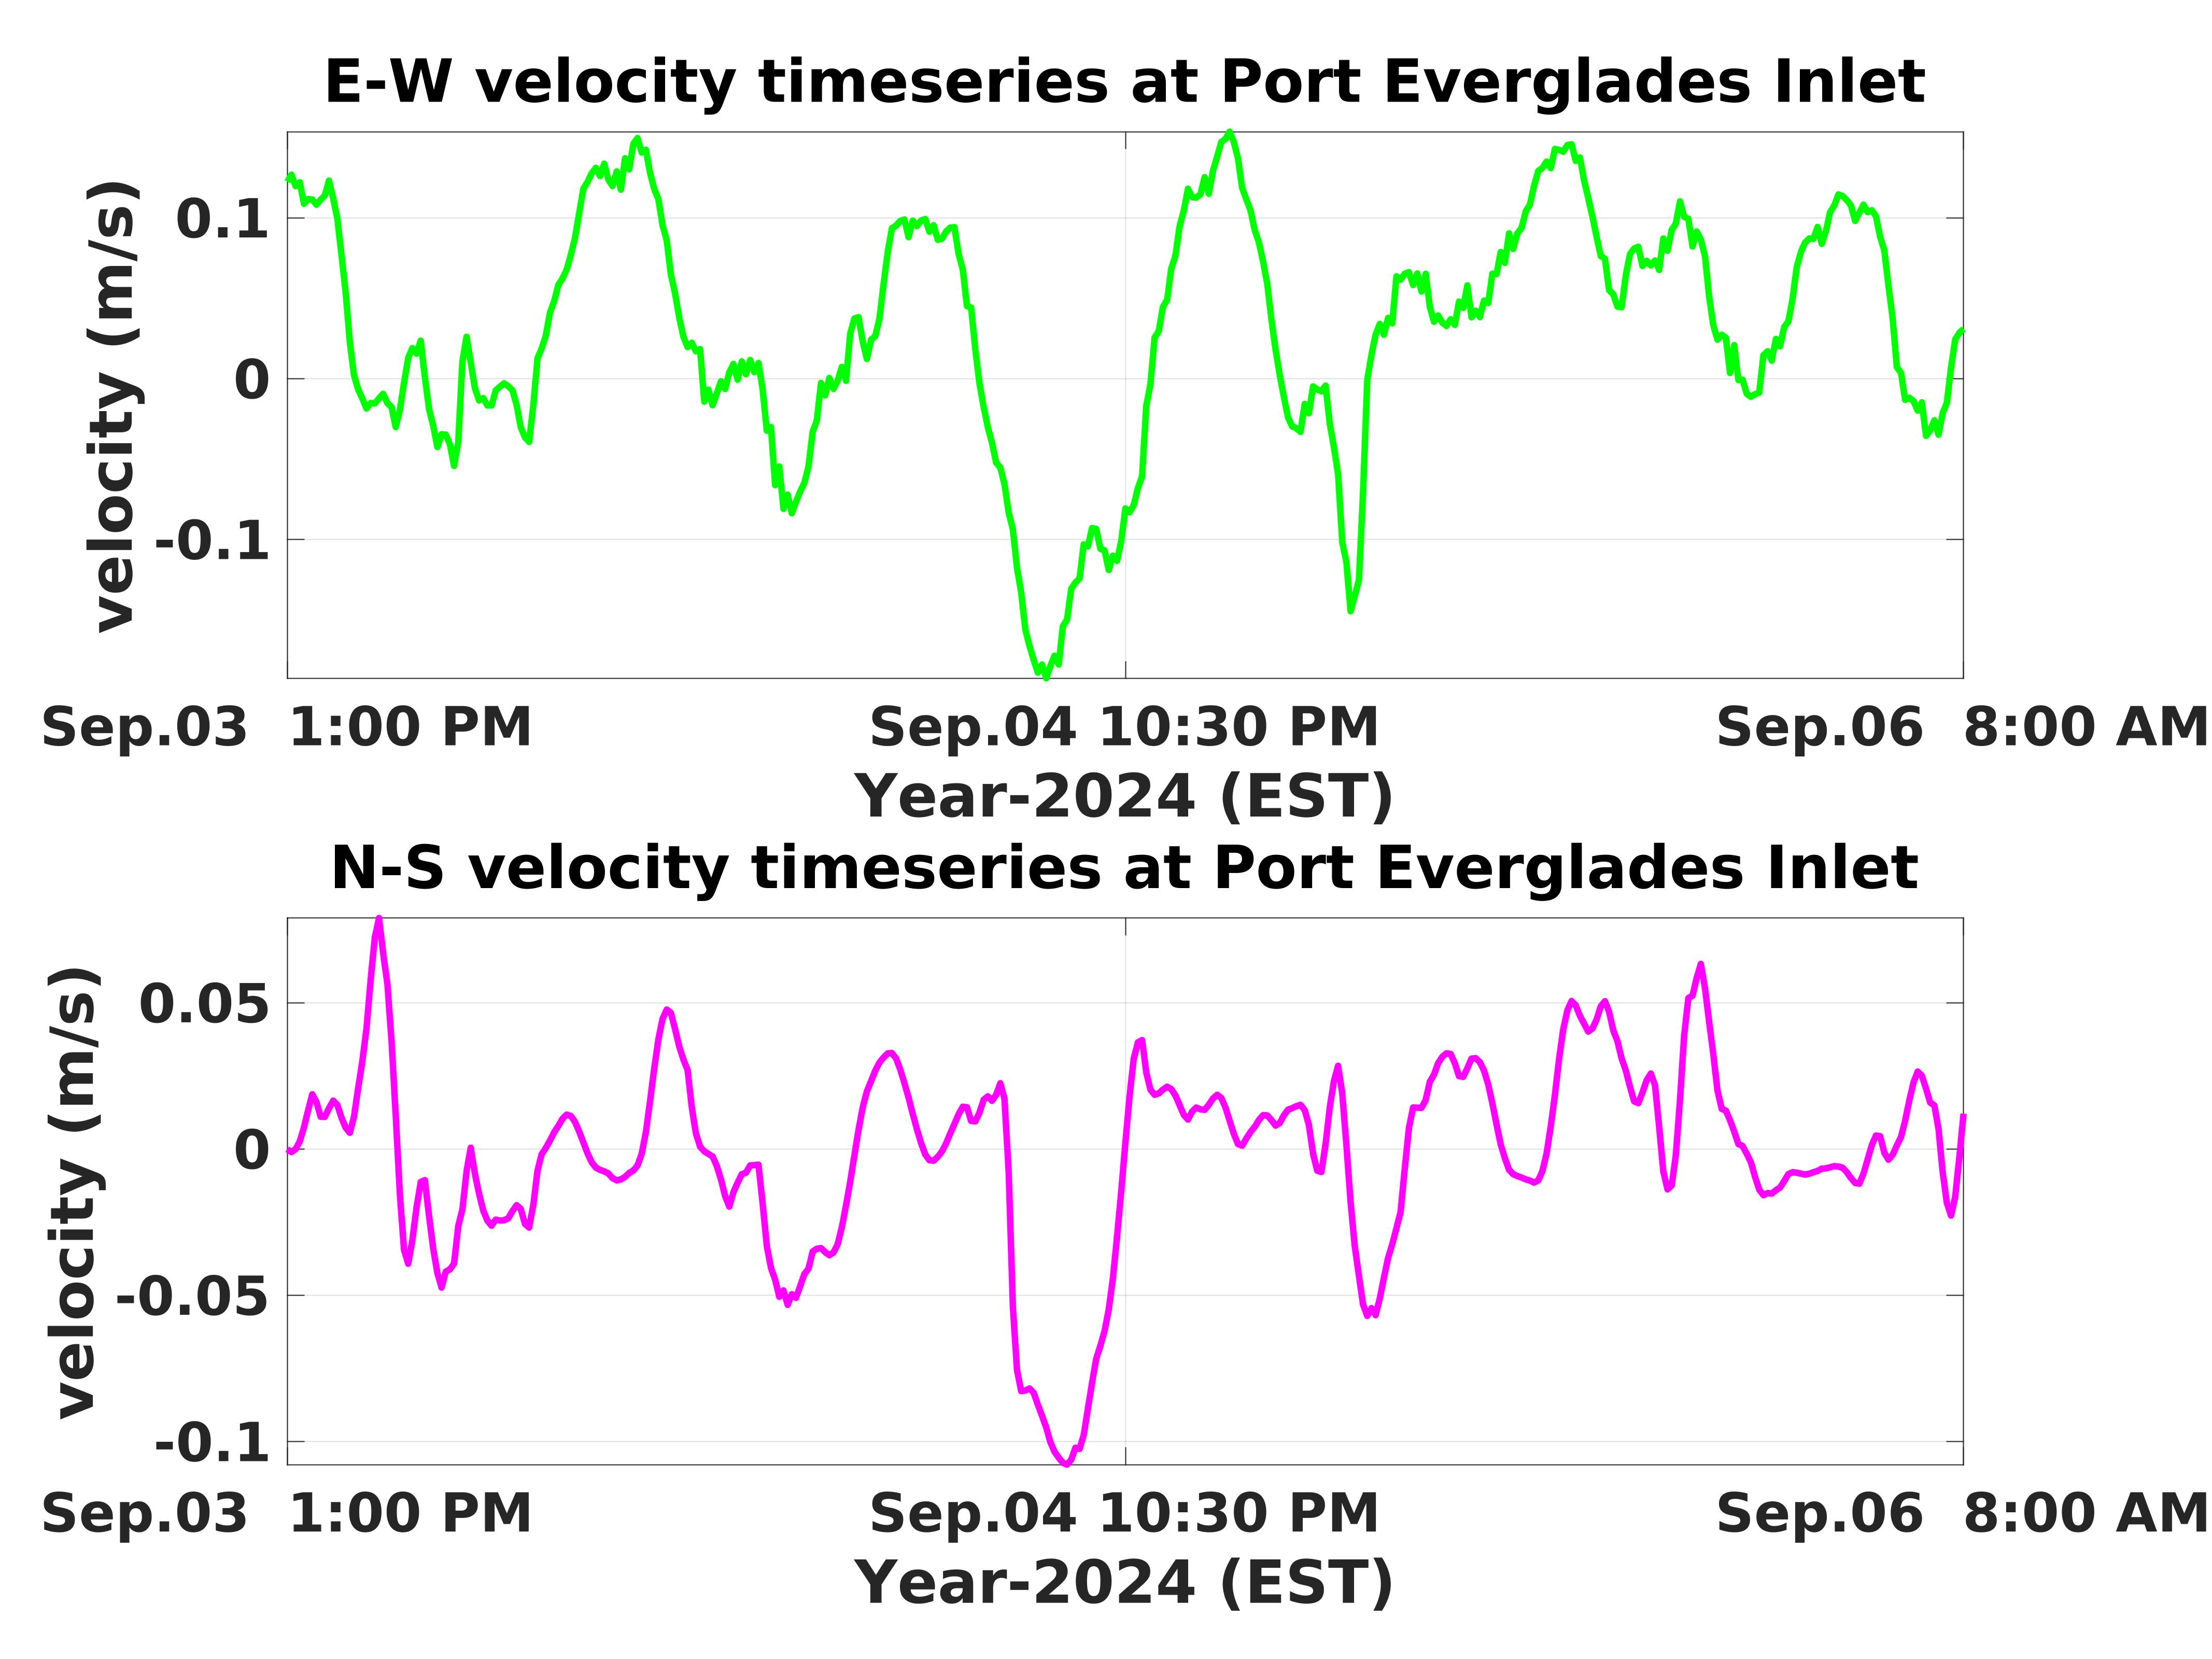 E-W velocity timeseries at Port Everglades Inlet
velocity (m/s)
0.1
0
-0.1
Sep.03 1:00 PM
Sep.04 10:30 PM
Sep.06 8:00 AM
Year-2024 (EST)
N-S velocity timeseries at Port Everglades Inlet
velocity (m/s)
0.05
0
-0.05
-0.1
Sep.03 1:00 PM
Sep.04 10:30 PM
Sep.06 8:00 AM
Year-2024 (EST)